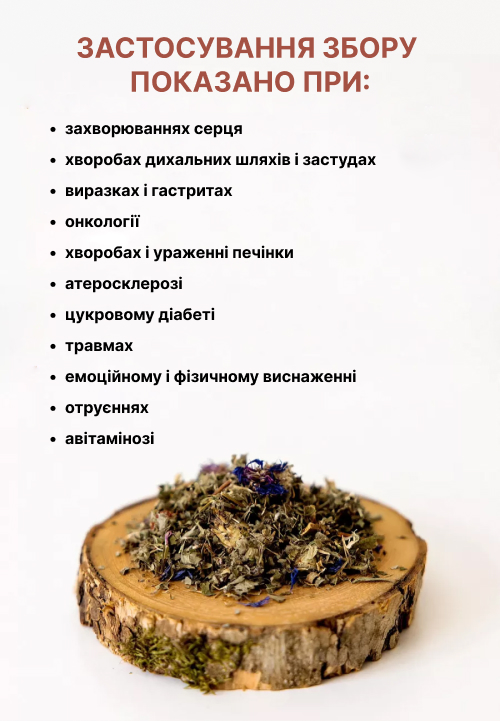 ЗАСТОСУВАННЯ ЗБОРУ
ПОКАЗАНО ПРИ:
• захворюваннях серця
• хворобах дихальних шляхів і застудах
• виразках і гастритах
• онкології
• хворобах і ураженні печінки
• атеросклерозі
• цукровому діабеті
• травмах
• емоційному і фізичному виснаженні
• отруєннях
• авітамінозі